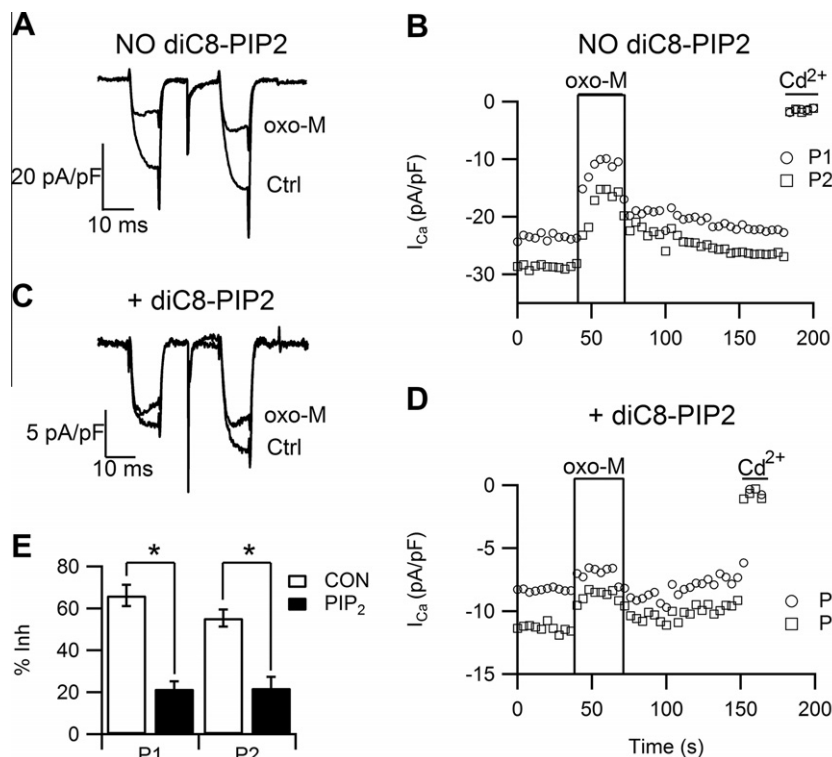 A
NO diC8-PIP2
oxo-M
Ctrl
20 pA/pF
10 ms
B
NO diC8-PIP2
oxo-M
Cd2+
P1
P2
0
-10
-20
-30
ICa (pA/pF)
0 50 100 150 200
C
+ diC8-PIP2
oxo-M
Ctrl
5 pA/pF
10 ms
D
+ diC8-PIP2
oxo-M
Cd2+
P
P
0
-5
-10
-15
ICa (pA/pF)
0 50 100 150 200
Time (s)
E
* *
CON
PIP2
80
60
40
20
0
% Inh
P1 P2